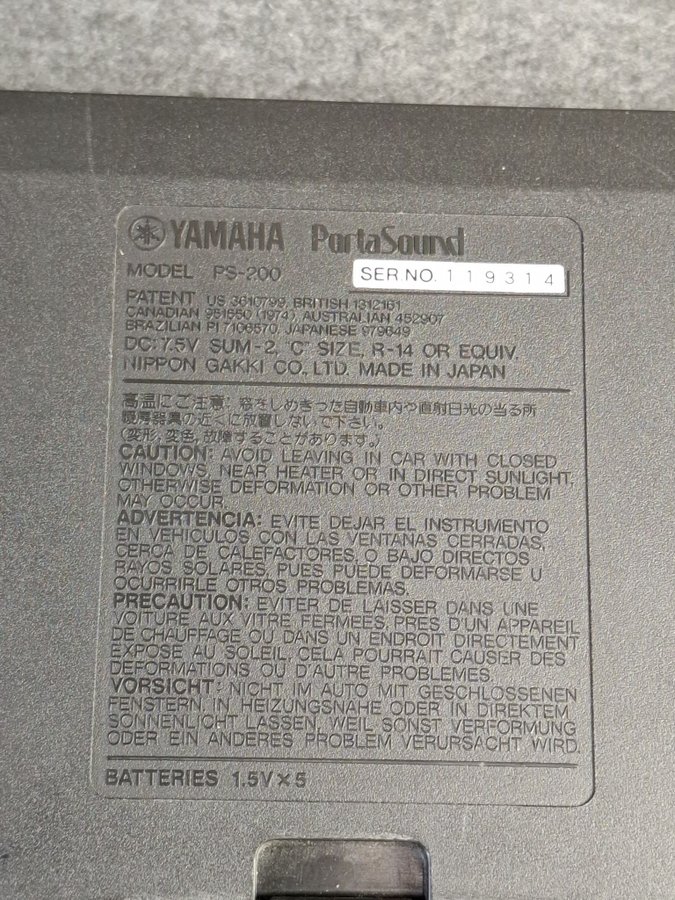 YAMAHA PortaSound
MODEL PS-200 SER NO. 119314
PATENT US 3610799, BRITISH 1312161
CANADIAN 951550 (1974), AUSTRALIAN 452907
BRAZILIAN PI 7106570, JAPANESE 979649
DC: 7.5V SUM-2, "C" SIZE, R-14 OR EQUIV.
NIPPON GAKKI CO., LTD. MADE IN JAPAN
高温にご注意: 窓をしめきった自動車内や直射日光の当る所
暖房器具の近くに放置しないで下さい。
(変形, 変色, 故障することがあります。)
CAUTION: AVOID LEAVING IN CAR WITH CLOSED
WINDOWS, NEAR HEATER OR IN DIRECT SUNLIGHT.
OTHERWISE DEFORMATION OR OTHER PROBLEM
MAY OCCUR.
ADVERTENCIA: EVITE DEJAR EL INSTRUMENTO
EN VEHICULOS CON LAS VENTANAS CERRADAS,
CERCA DE CALEFACTORES, O BAJO DIRECTOS
RAYOS SOLARES, PUES PUEDE DEFORMARSE U
OCURRIRLE OTROS PROBLEMAS.
PRECAUTION: EVITER DE LAISSER DANS UNE
VOITURE AUX VITRE FERMEES, PRES D'UN APPAREIL
DE CHAUFFAGE OU DANS UN ENDROIT DIRECTEMENT
EXPOSE AU SOLEIL. CELA POURRAIT CAUSER DES
DEFORMATIONS OU D'AUTRE PROBLEMES.
VORSICHT: NICHT IM AUTO MIT GESCHLOSSENEN
FENSTERN, IN HEIZUNGSNAHE ODER IN DIREKTEM
SONNENLICHT LASSEN, WEIL SONST VERFORMUNG
ODER EIN ANDERES PROBLEM VERURSACHT WIRD.
BATTERIES 1.5V×5